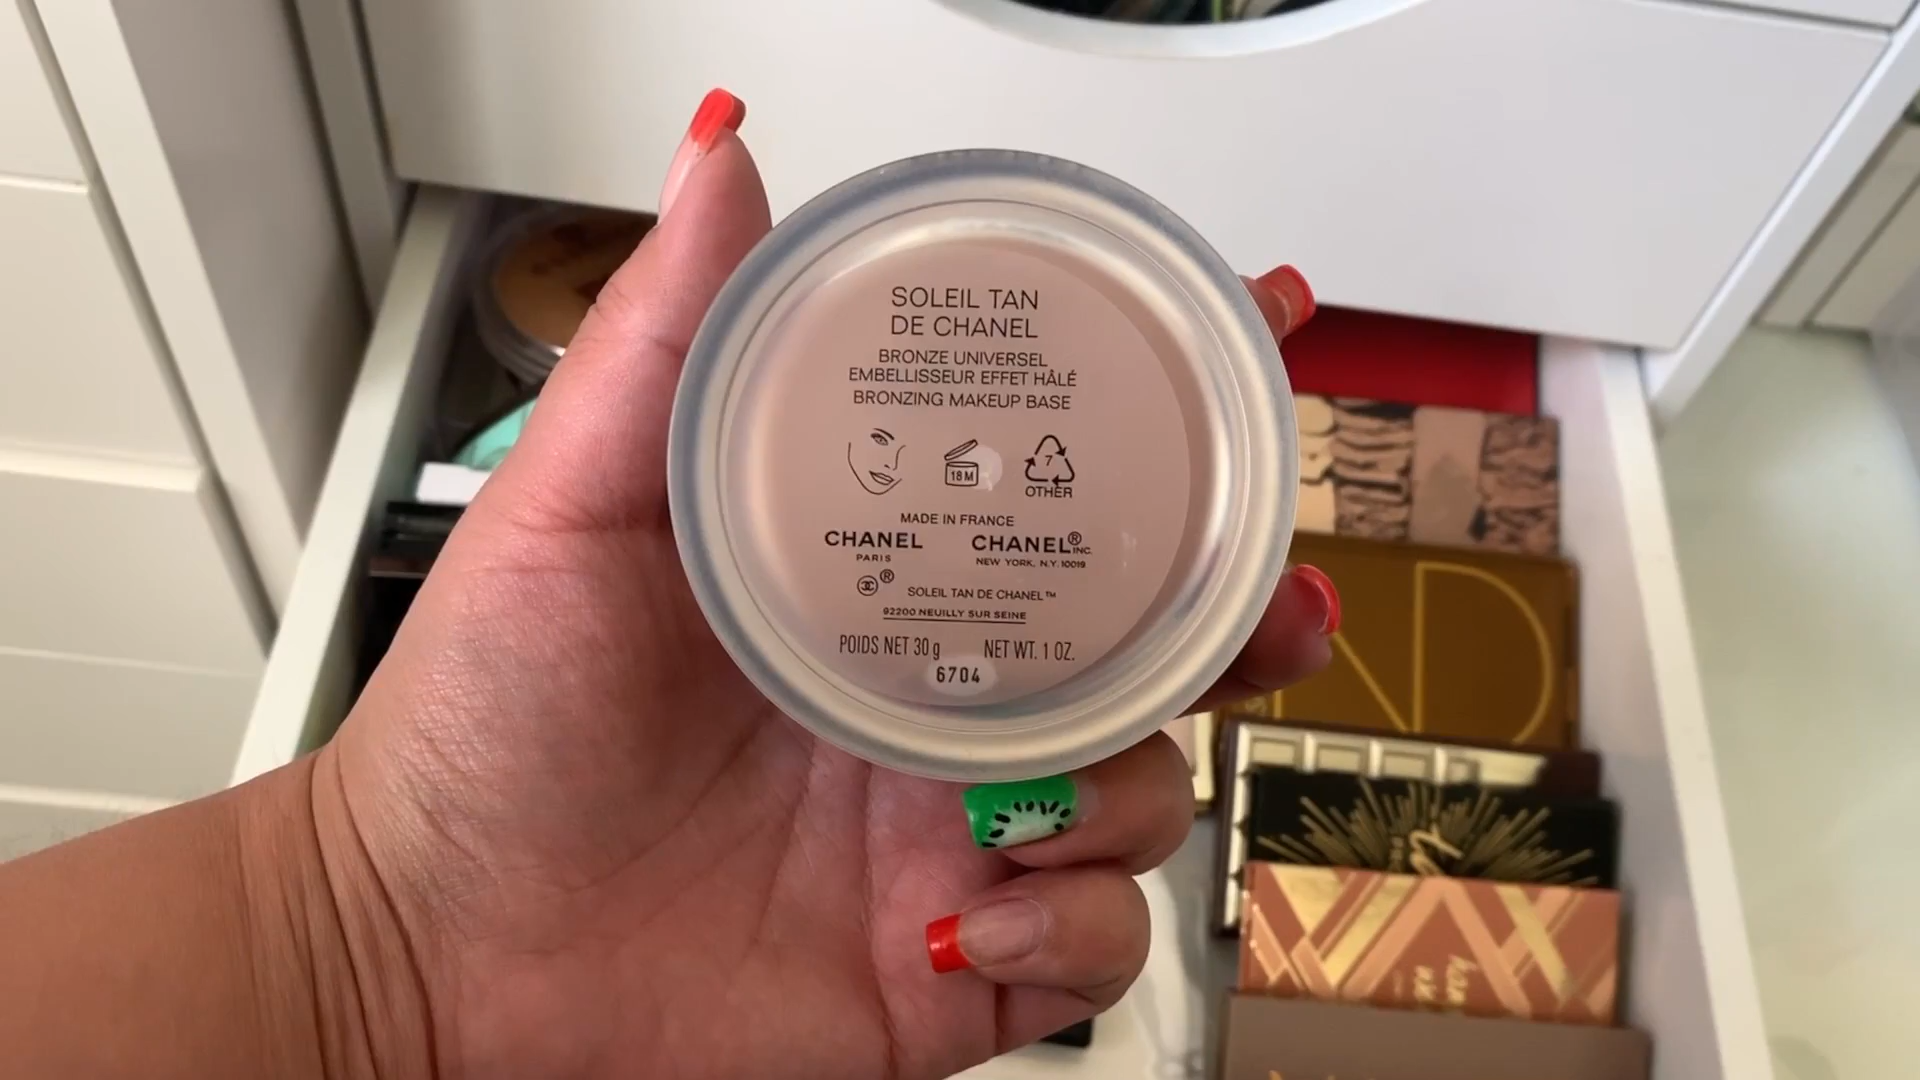 SOLEIL TAN
DE CHANEL
BRONZE UNIVERSEL
EMBELLISSEUR EFFET HÂLÉ
BRONZING MAKEUP BASE
18 M
7
OTHER
MADE IN FRANCE
CHANEL
PARIS
CHANEL® INC.
NEW YORK, N.Y. 10019
® SOLEIL TAN DE CHANEL™
92200 NEUILLY SUR SEINE
POIDS NET 30 g NET WT. 1 OZ.
6704